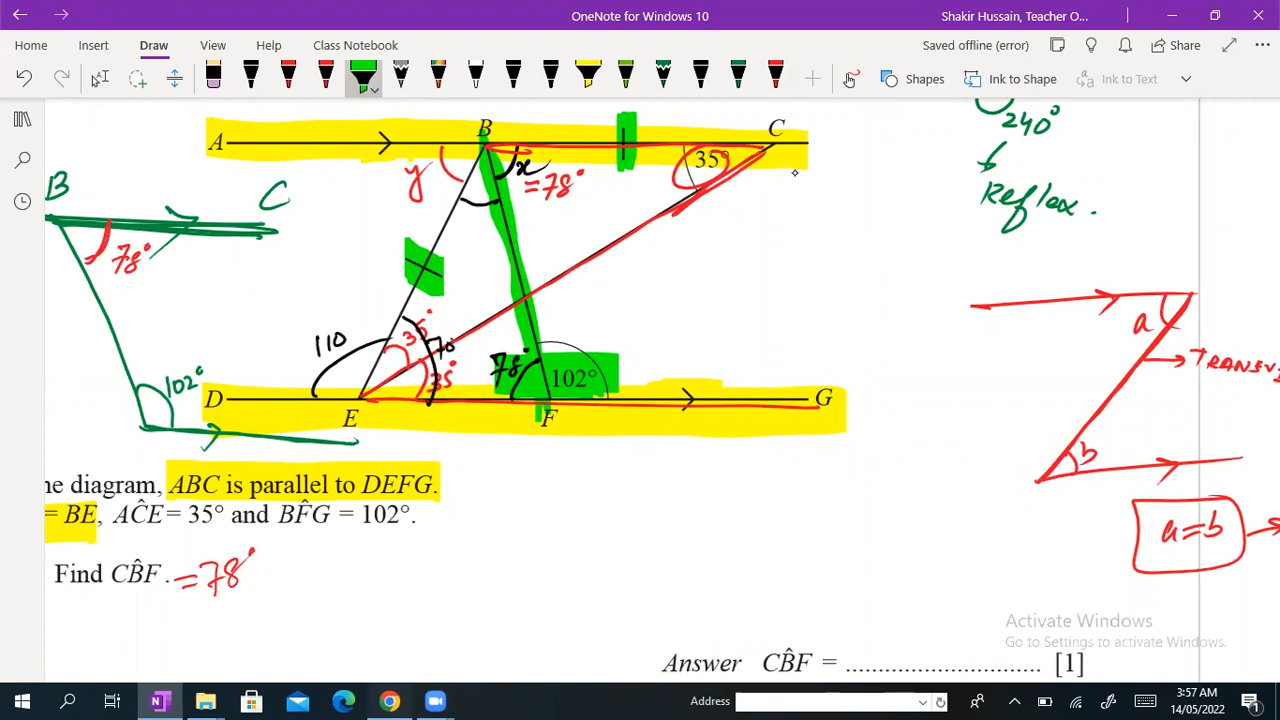 OneNote for Windows 10
Shakir Hussain, Teacher O...
Home Insert Draw View Help Class Notebook
Saved offline (error)
Share
Shapes
Ink to Shape
Ink to Text
240°
Reflex.
A B C
35°
y
x
=78°
B C
78°
102°
110
35°
70
35°
78°
102°
D E F G
a
b
a=b
he diagram, ABC is parallel to DEFG.
= BE, AĈE = 35° and BF̂G = 102°.
Find CB̂F. =78°
Answer CB̂F = .............................. [1]
Activate Windows
Go to Settings to activate Windows.
Address
3:57 AM
14/05/2022